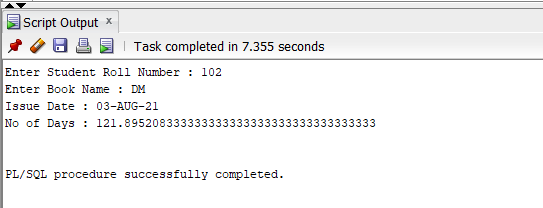 Script Output x
Task completed in 7.355 seconds
Enter Student Roll Number : 102
Enter Book Name : DM
Issue Date : 03-AUG-21
No of Days : 121.895208333333333333333333333333333333
PL/SQL procedure successfully completed.